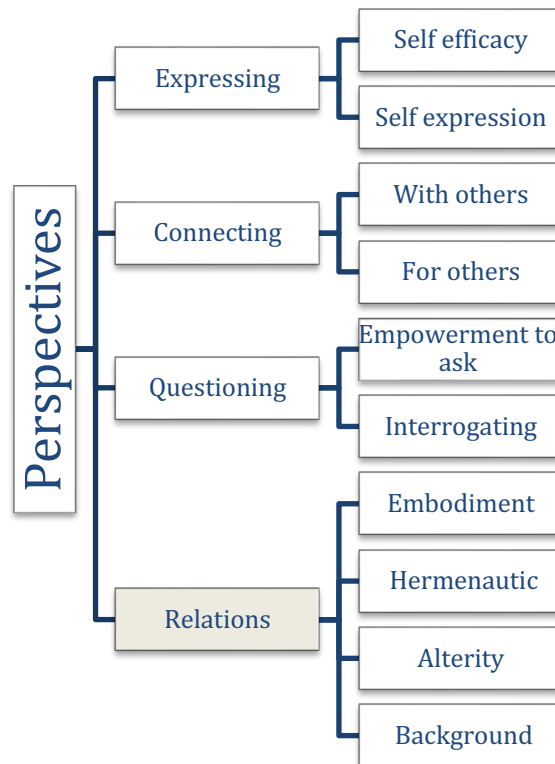 Perspectives
Expressing
Self efficacy
Self expression
Connecting
With others
For others
Questioning
Empowerment to
ask
Interrogating
Relations
Embodiment
Hermenautic
Alterity
Background